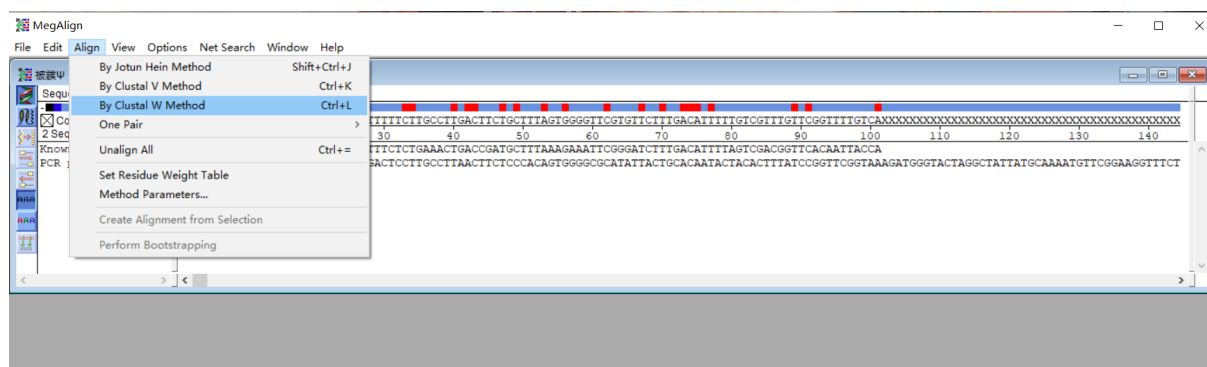 MegAlign
File Edit Align View Options Net Search Window Help
By Jotun Hein Method Shift+Ctrl+J
By Clustal V Method Ctrl+K
By Clustal W Method Ctrl+L
One Pair >
Unalign All Ctrl+=
Set Residue Weight Table
Method Parameters...
Create Alignment from Selection
Perform Bootstrapping
Sequ
Co
TTTTTCTTGCCTTGACTTCTGCTTTAGTGGGGTTCGTGTTCTTTGACATTTTTGTCGTTTGTTCGGTTTTGTCAXXXXXXXXXXXXXXXXXXXXXXXXXXXXXXXXXXXXXXXXXXX
2 Seq
30 40 50 60 70 80 90 100 110 120 130 140
Know
TTTCTCTGAAACTGACCGATGCTTTAAAGAAATTCGGGATCTTTGACATTTTAGTCGACGGTTCACAATTACCA
PCR
GACTCCTTGCCTTAACTTCTCCCACAGTGGGGCGCATATTACTGCACAATACTACACTTTATCCGGTTCGGTAAAGATGGGTACTAGGCTATTATGCAAAATGTTCGGAAGGTTTCT